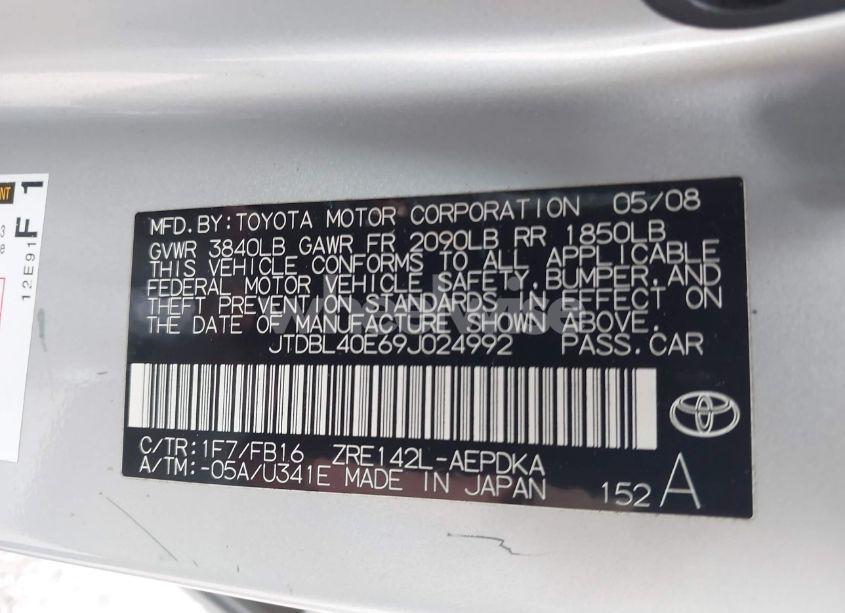 MFD.BY:TOYOTA MOTOR CORPORATION 05/08
GVWR 3840LB GAWR FR 2090LB RR 1850LB
THIS VEHICLE CONFORMS TO ALL APPLICABLE
FEDERAL MOTOR VEHICLE SAFETY,BUMPER,AND
THEFT PREVENTION STANDARDS IN EFFECT ON
THE DATE OF MANUFACTURE SHOWN ABOVE.
JTDBL40E69J024992 PASS.CAR
C/TR:1F7/FB16 ZRE142L-AEPDKA
A/TM:-05A/U341E MADE IN JAPAN 152 A
F 1
12E91